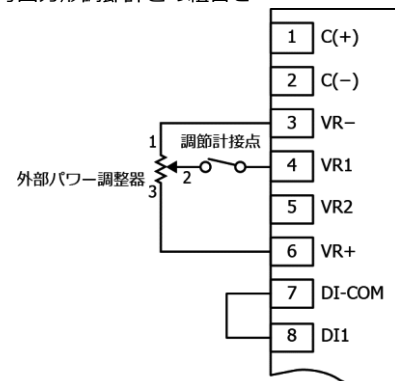 1 C(+)
2 C(−)
3 VR−
1
調節計接点
4 VR1
2
外部パワー調整器
3
5 VR2
6 VR+
7 DI-COM
8 DI1